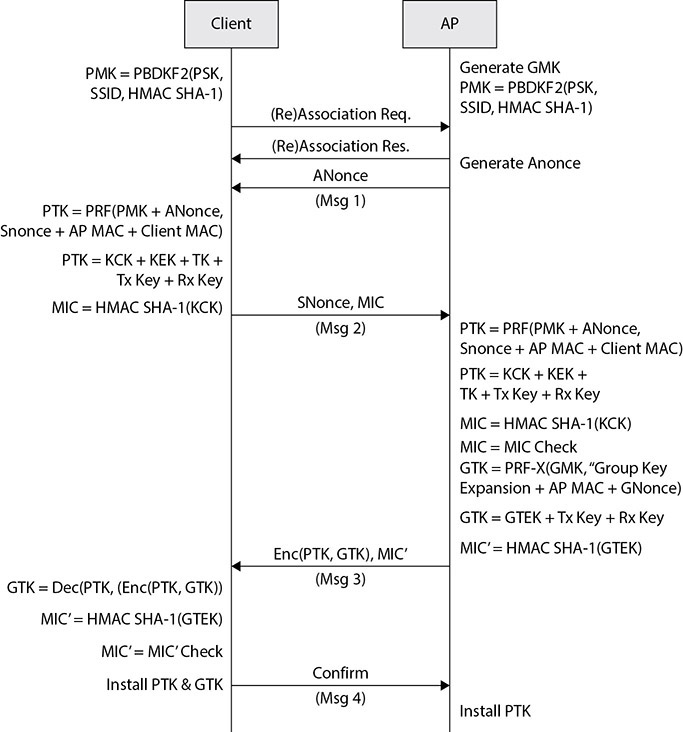 Client
AP
PMK = PBDKF2(PSK,
SSID, HMAC SHA-1)
Generate GMK
PMK = PBDKF2(PSK,
SSID, HMAC SHA-1)
(Re)Association Req.
(Re)Association Res.
Generate Anonce
ANonce
(Msg 1)
PTK = PRF(PMK + ANonce,
Snonce + AP MAC + Client MAC)
PTK = KCK + KEK + TK +
Tx Key + Rx Key
MIC = HMAC SHA-1(KCK)
SNonce, MIC
(Msg 2)
PTK = PRF(PMK + ANonce,
Snonce + AP MAC + Client MAC)
PTK = KCK + KEK +
TK + Tx Key + Rx Key
MIC = HMAC SHA-1(KCK)
MIC = MIC Check
GTK = PRF-X(GMK, “Group Key
Expansion + AP MAC + GNonce)
GTK = GTEK + Tx Key + Rx Key
MIC’ = HMAC SHA-1(GTEK)
Enc(PTK, GTK), MIC’
(Msg 3)
GTK = Dec(PTK, (Enc(PTK, GTK))
MIC’ = HMAC SHA-1(GTEK)
MIC’ = MIC’ Check
Install PTK & GTK
Confirm
(Msg 4)
Install PTK